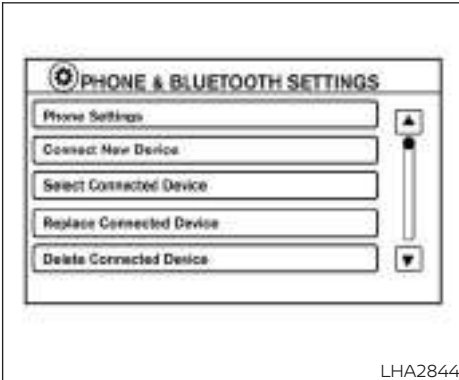 PHONE & BLUETOOTH SETTINGS
Phone Settings
Connect New Device
Select Connected Device
Replace Connected Device
Delete Connected Device
LHA2844